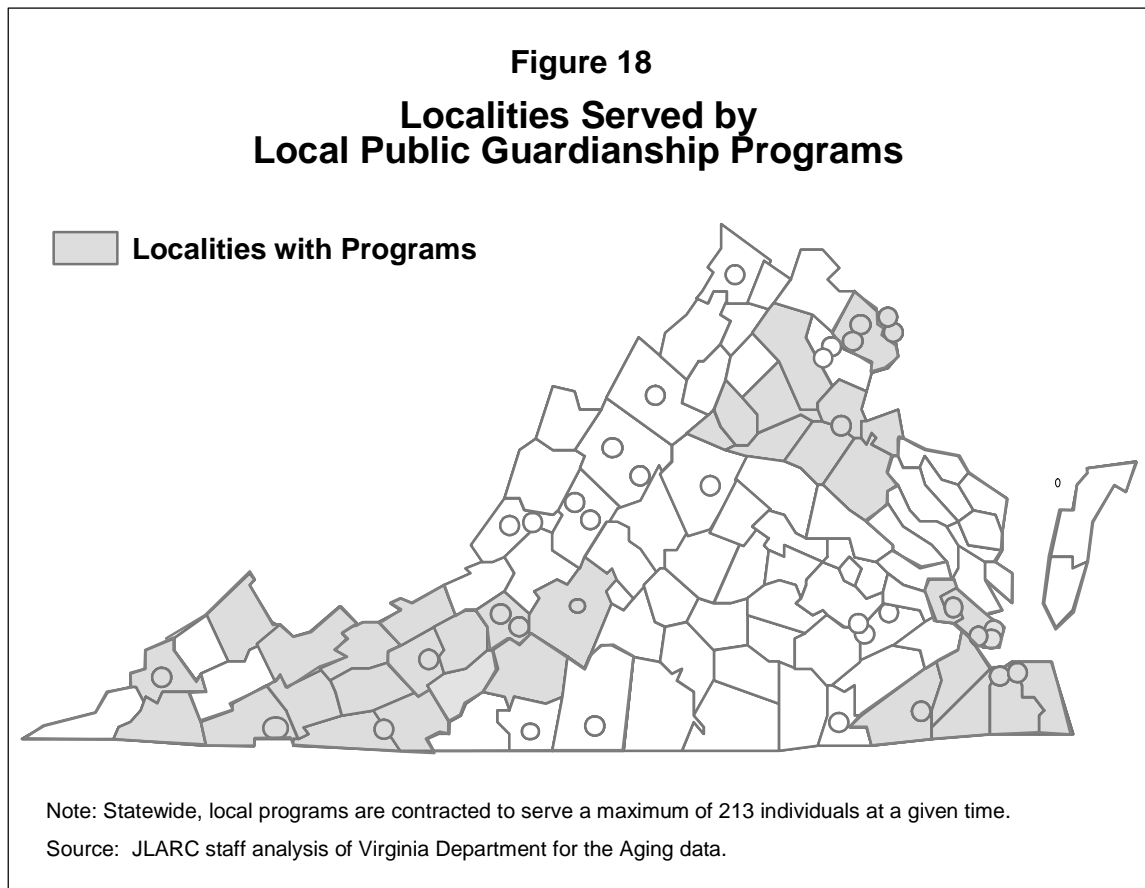 Figure 18
Localities Served by
Local Public Guardianship Programs
Localities with Programs
Note: Statewide, local programs are contracted to serve a maximum of 213 individuals at a given time.
Source: JLARC staff analysis of Virginia Department for the Aging data.